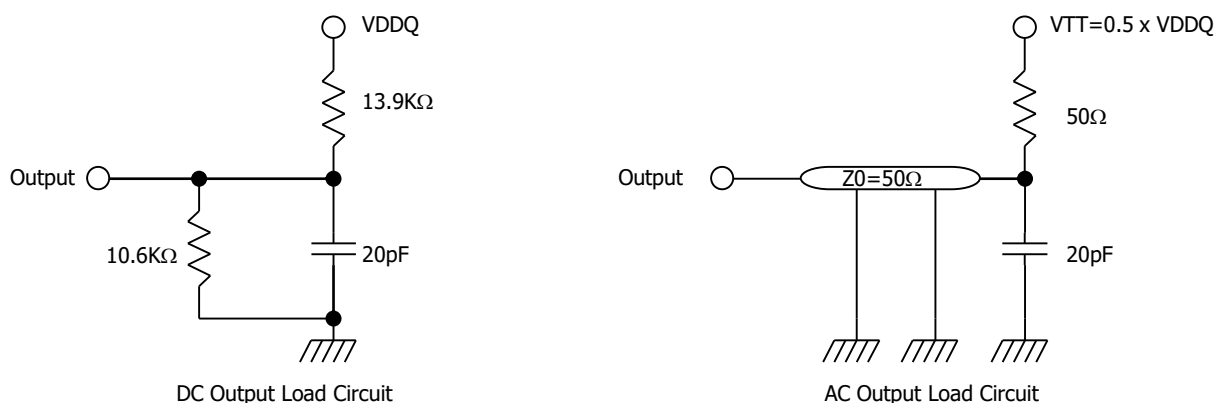 VDDQ
13.9KΩ
Output
10.6KΩ
20pF
DC Output Load Circuit
VTT=0.5 x VDDQ
50Ω
Output
Z0=50Ω
20pF
AC Output Load Circuit